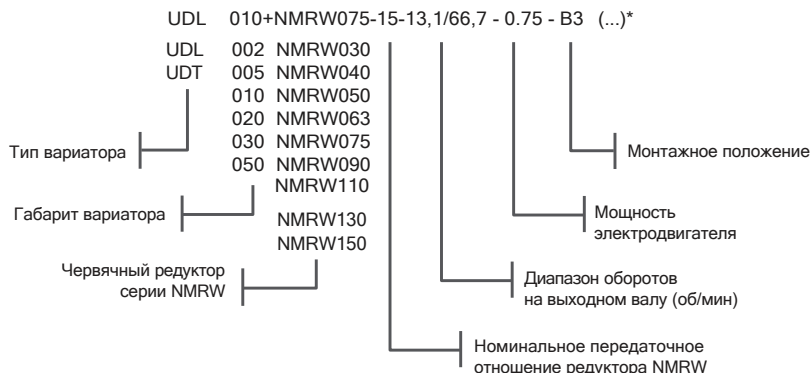 UDL 010+NMRW075-15-13,1/66,7 - 0.75 - B3 (...)*
UDL 002 NMRW030
UDT 005 NMRW040
010 NMRW050
020 NMRW063
030 NMRW075
050 NMRW090
NMRW110
NMRW130
NMRW150
Тип вариатора
Габарит вариатора
Червячный редуктор
серии NMRW
Монтажное положение
Мощность
электродвигателя
Диапазон оборотов
на выходном валу (об/мин)
Номинальное передаточное
отношение редуктора NMRW